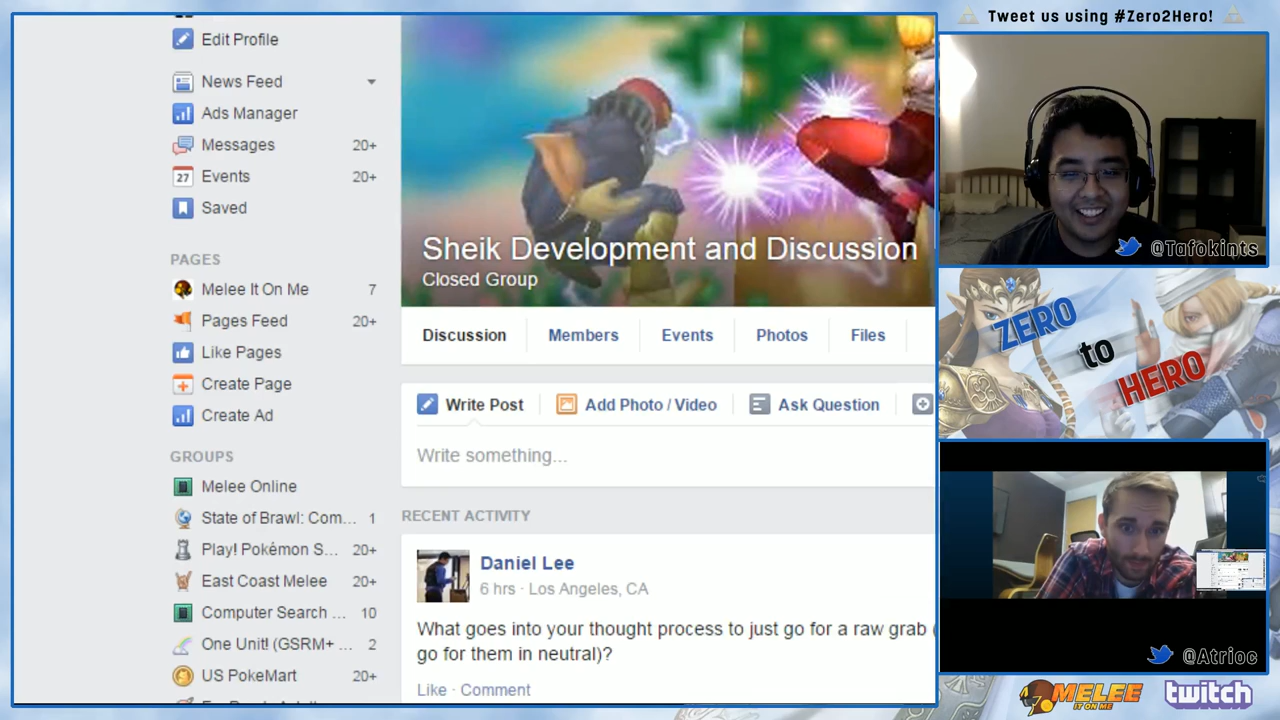 Tweet us using #Zero2Hero!
Edit Profile
News Feed
Ads Manager
Messages 20+
27 Events 20+
Saved
PAGES
Melee It On Me 7
Pages Feed 20+
Like Pages
Create Page
Create Ad
GROUPS
Melee Online
State of Brawl: Com... 1
Play! Pokémon S... 20+
East Coast Melee 20+
Computer Search ... 10
One Unit! (GSRM+ ... 2
US PokeMart 20+
Sheik Development and Discussion
Closed Group
Discussion Members Events Photos Files
Write Post Add Photo / Video Ask Question
Write something...
RECENT ACTIVITY
Daniel Lee
6 hrs · Los Angeles, CA
What goes into your thought process to just go for a raw grab (
go for them in neutral)?
Like · Comment
@Tafokints
ZERO
to
HERO
@Atrioc
MELEE
IT ON ME
twitch